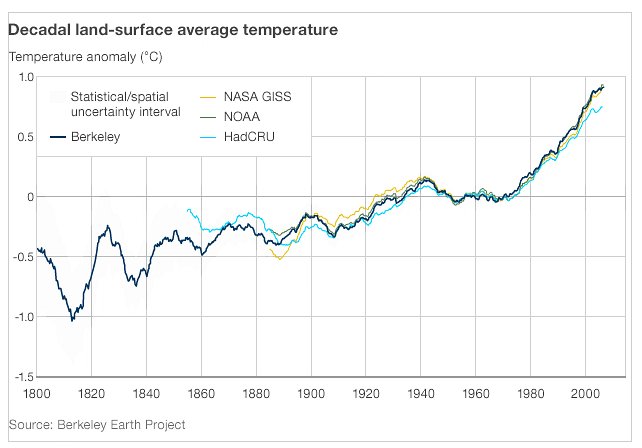 Decadal land-surface average temperature
Temperature anomaly (°C)
1.0
Statistical/spatial
uncertainty interval
Berkeley
NASA GISS
NOAA
HadCRU
0.5
0
-0.5
-1.0
-1.5
1800 1820 1840 1860 1880 1900 1920 1940 1960 1980 2000
Source: Berkeley Earth Project